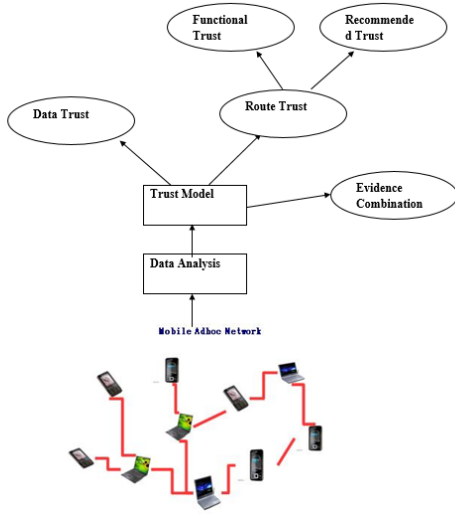 Functional
Trust
Recommende
d Trust
Data Trust
Route Trust
Trust Model
Evidence
Combination
Data Analysis
Mobile Adhoc Network